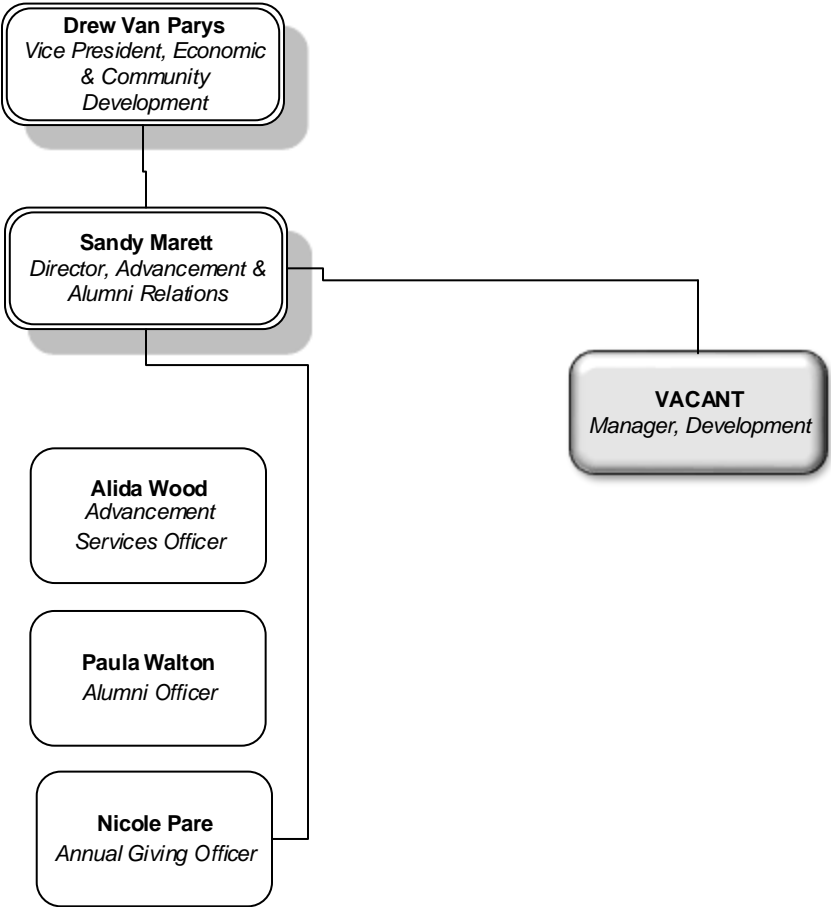 Drew Van Parys
Vice President, Economic
& Community
Development
Sandy Marett
Director, Advancement &
Alumni Relations
VACANT
Manager, Development
Alida Wood
Advancement
Services Officer
Paula Walton
Alumni Officer
Nicole Pare
Annual Giving Officer